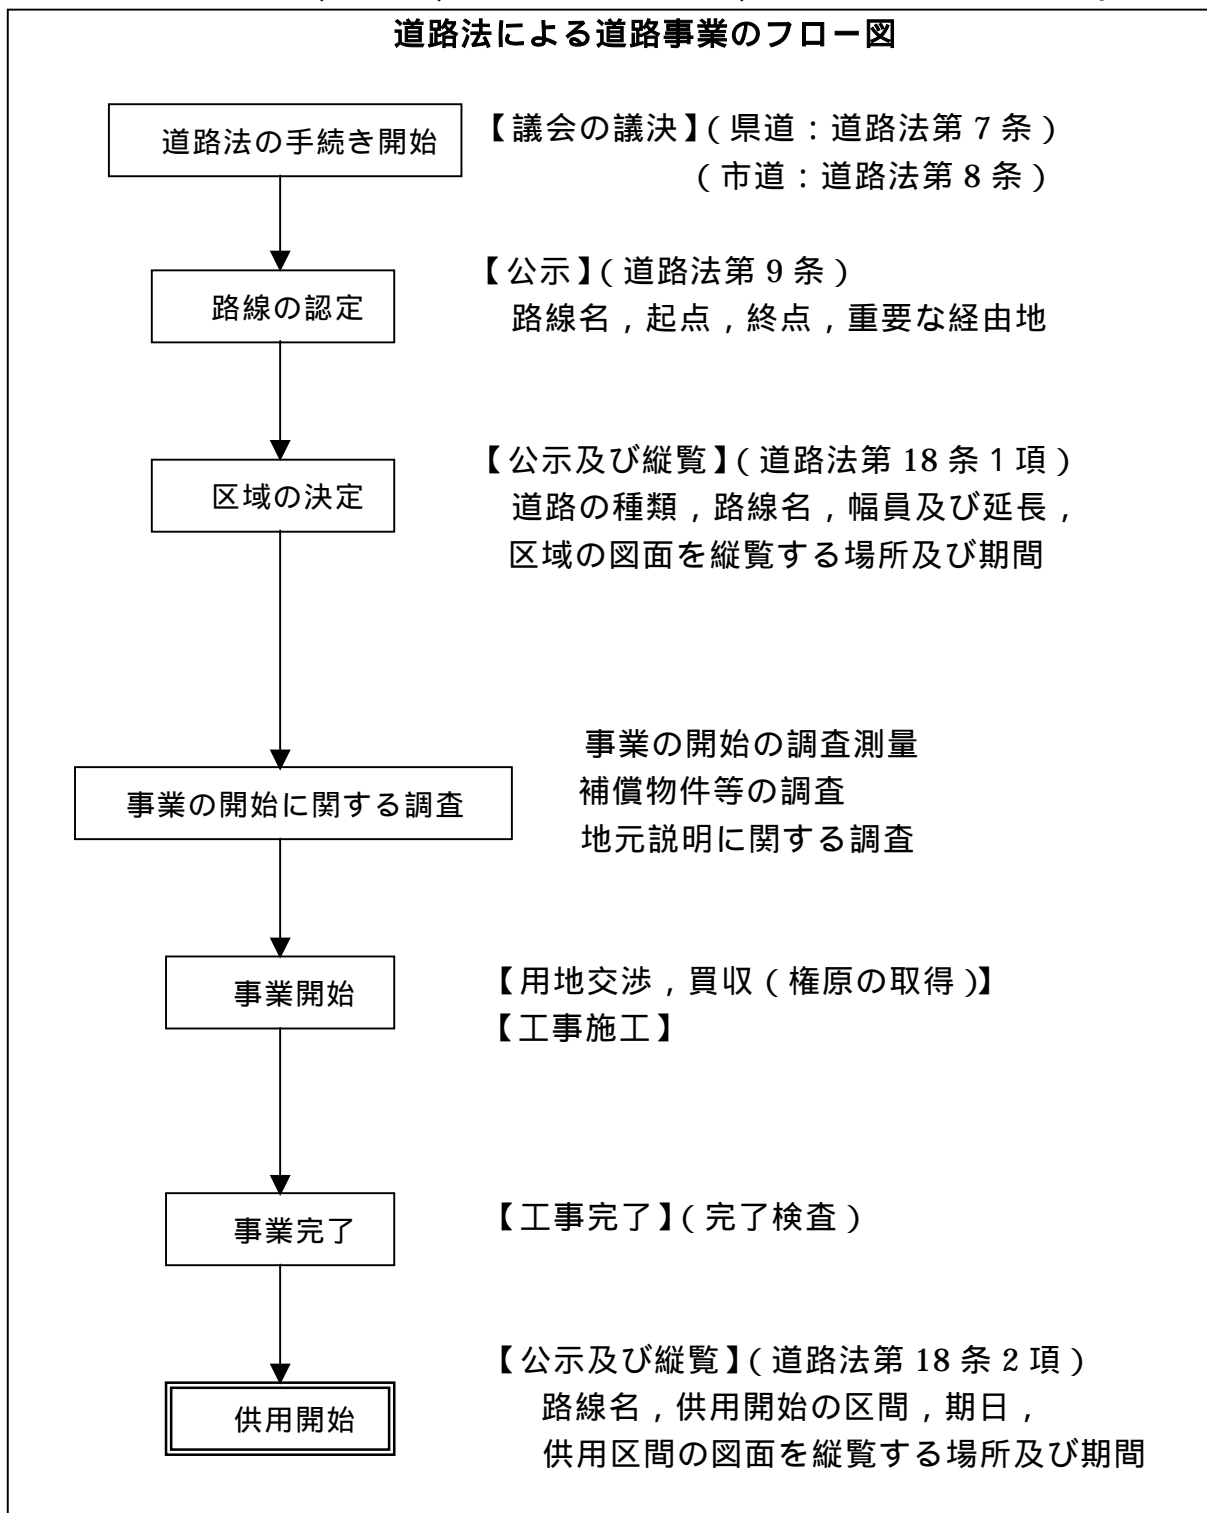 道路法による道路事業のフロー図
道路法の手続き開始
【議会の議決】(県道:道路法第7条)
(市道:道路法第8条)
路線の認定
【公示】(道路法第9条)
路線名,起点,終点,重要な経由地
区域の決定
【公示及び縦覧】(道路法第18条1項)
道路の種類,路線名,幅員及び延長,
区域の図面を縦覧する場所及び期間
事業の開始に関する調査
事業の開始の調査測量
補償物件等の調査
地元説明に関する調査
事業開始
【用地交渉,買収(権原の取得)】
【工事施工】
事業完了
【工事完了】(完了検査)
供用開始
【公示及び縦覧】(道路法第18条2項)
路線名,供用開始の区間,期日,
供用区間の図面を縦覧する場所及び期間